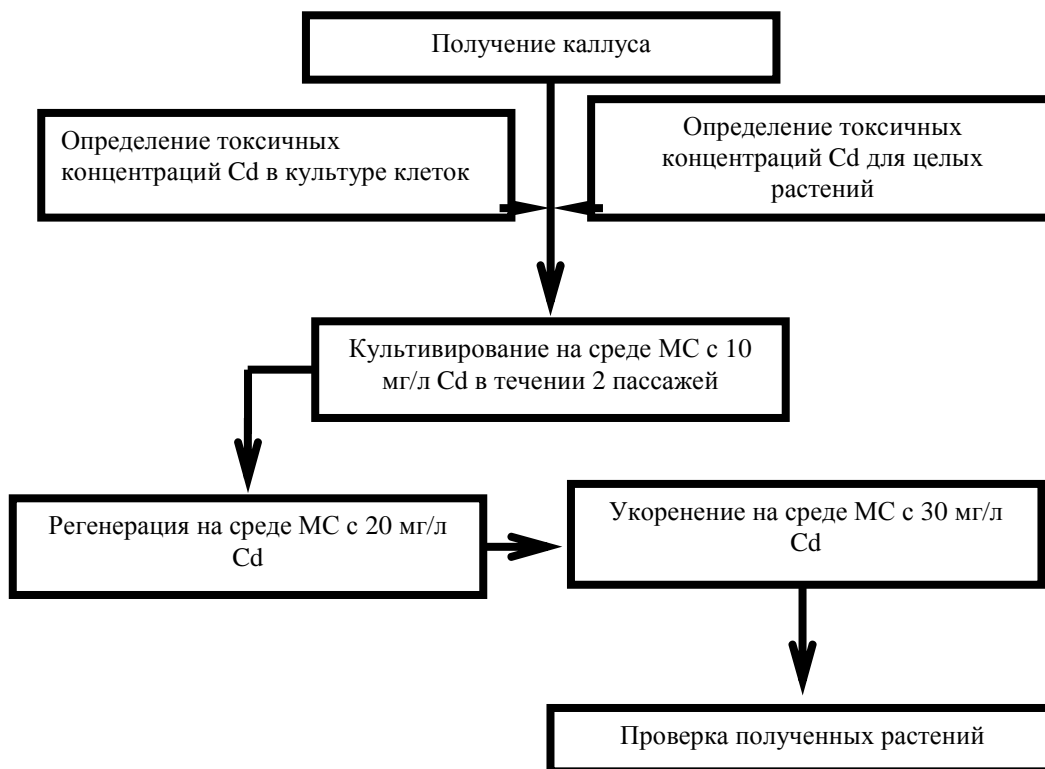 Получение каллуса
Определение токсичных
концентраций Cd в культуре клеток
Определение токсичных
концентраций Cd для целых
растений
Культивирование на среде МС с 10
мг/л Cd в течении 2 пассажей
Регенерация на среде МС с 20 мг/л
Cd
Укоренение на среде МС с 30 мг/л
Cd
Проверка полученных растений